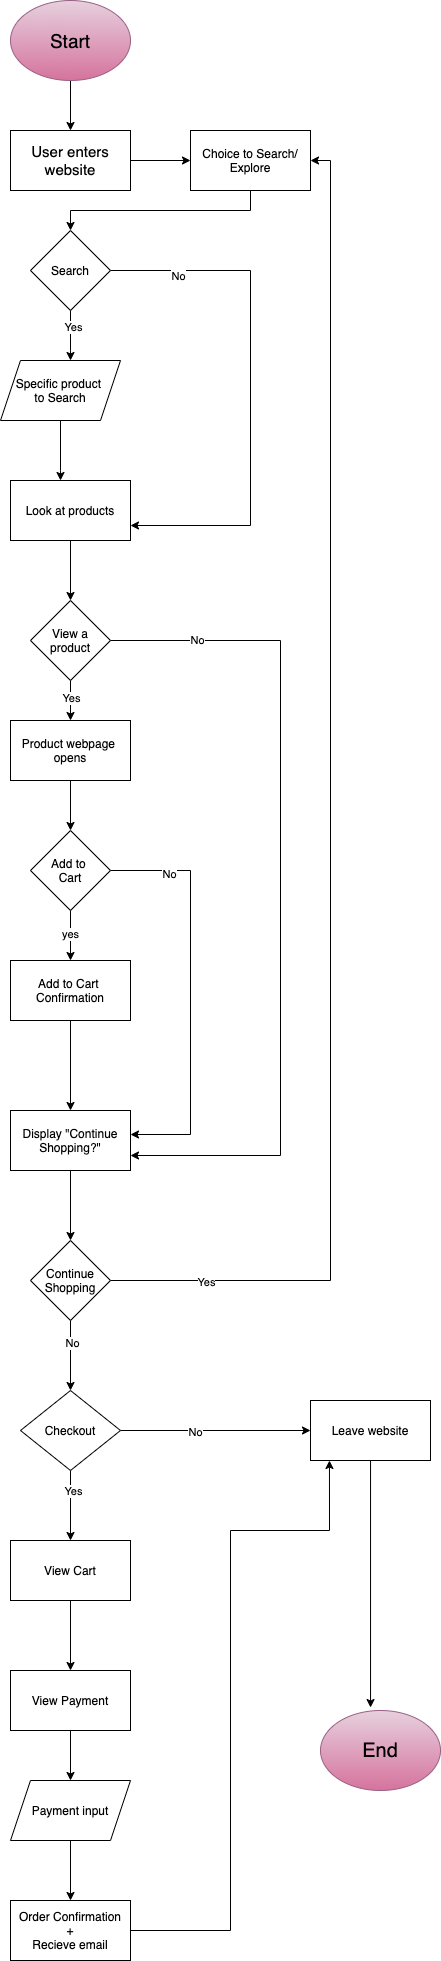 Start
User enters
website
Choice to Search/
Explore
Search
No
Yes
Specific product
to Search
Look at products
View a
product
No
Yes
Product webpage
opens
Add to
Cart
No
yes
Add to Cart
Confirmation
Display "Continue
Shopping?"
Continue
Shopping
Yes
No
Checkout
No
Leave website
Yes
View Cart
View Payment
End
Payment input
Order Confirmation
+
Recieve email